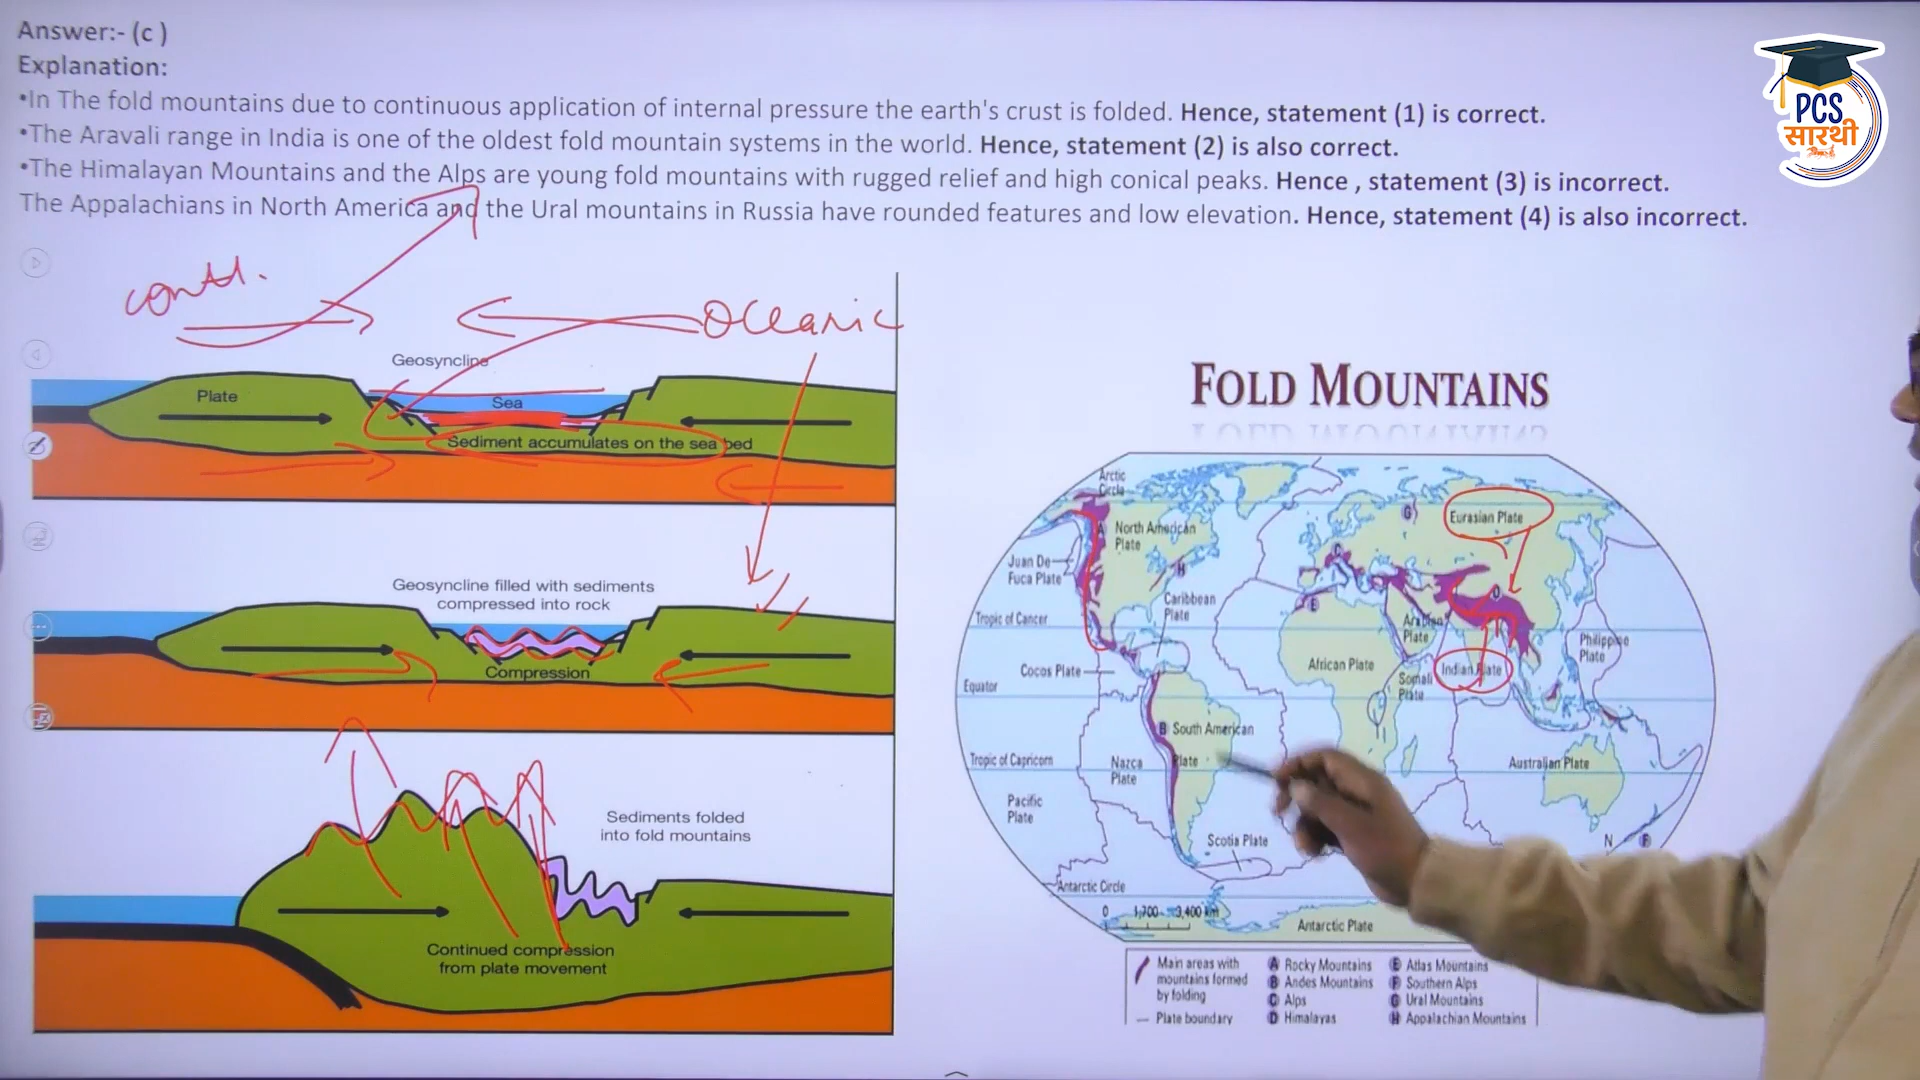 Answer:- (c )
Explanation:
•In The fold mountains due to continuous application of internal pressure the earth's crust is folded. Hence, statement (1) is correct.
•The Aravali range in India is one of the oldest fold mountain systems in the world. Hence, statement (2) is also correct.
•The Himalayan Mountains and the Alps are young fold mountains with rugged relief and high conical peaks. Hence , statement (3) is incorrect.
The Appalachians in North America and the Ural mountains in Russia have rounded features and low elevation. Hence, statement (4) is also incorrect.
PCS
सारथी
Oceanic
Geosyncline
Plate
Sea
Sediment accumulates on the sea bed
Geosyncline filled with sediments
compressed into rock
Compression
Sediments folded
into fold mountains
Continued compression
from plate movement
FOLD MOUNTAINS
Arctic
Circle
North American
Plate
Eurasian Plate
Juan De
Fuca Plate
Caribbean
Plate
Tropic of Cancer
Arabian
Plate
Philippine
Plate
Cocos Plate
African Plate
Indian Plate
Somali
Plate
Equator
South American
Plate
Tropic of Capricorn
Nazca
Plate
Australian Plate
Pacific
Plate
Scotia Plate
N
Antarctic Circle
0 1,700 3,400 km
Antarctic Plate
Main areas with
mountains formed
by folding
Plate boundary
A Rocky Mountains
B Andes Mountains
C Alps
D Himalayas
E Atlas Mountains
F Southern Alps
G Ural Mountains
H Appalachian Mountains